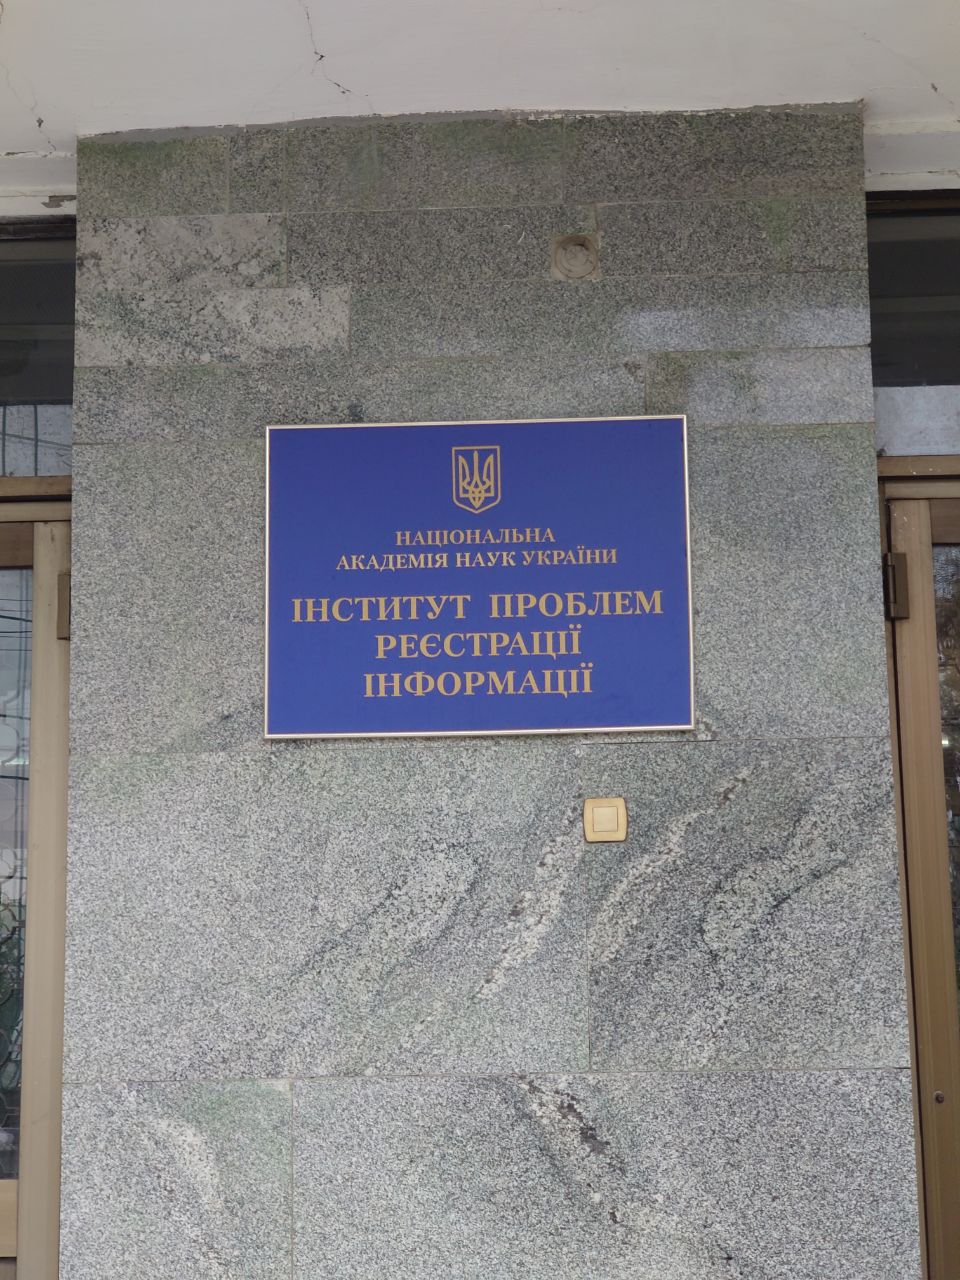 НАЦІОНАЛЬНА
АКАДЕМІЯ НАУК УКРАЇНИ
ІНСТИТУТ ПРОБЛЕМ
РЕЄСТРАЦІЇ
ІНФОРМАЦІЇ